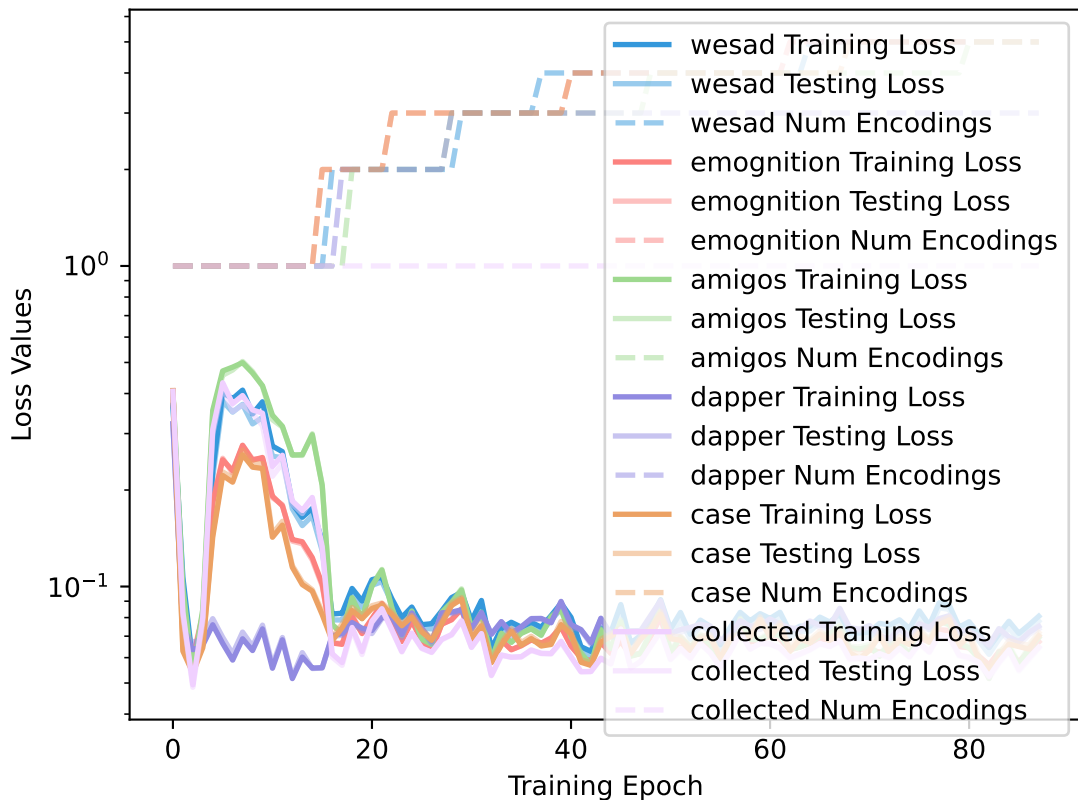 wesad Training Loss
wesad Testing Loss
wesad Num Encodings
emognition Training Loss
emognition Testing Loss
emognition Num Encodings
amigos Training Loss
amigos Testing Loss
amigos Num Encodings
dapper Training Loss
dapper Testing Loss
dapper Num Encodings
case Training Loss
case Testing Loss
case Num Encodings
collected Training Loss
collected Testing Loss
collected Num Encodings
10⁰
10⁻¹
Loss Values
0 20 40 60 80
Training Epoch